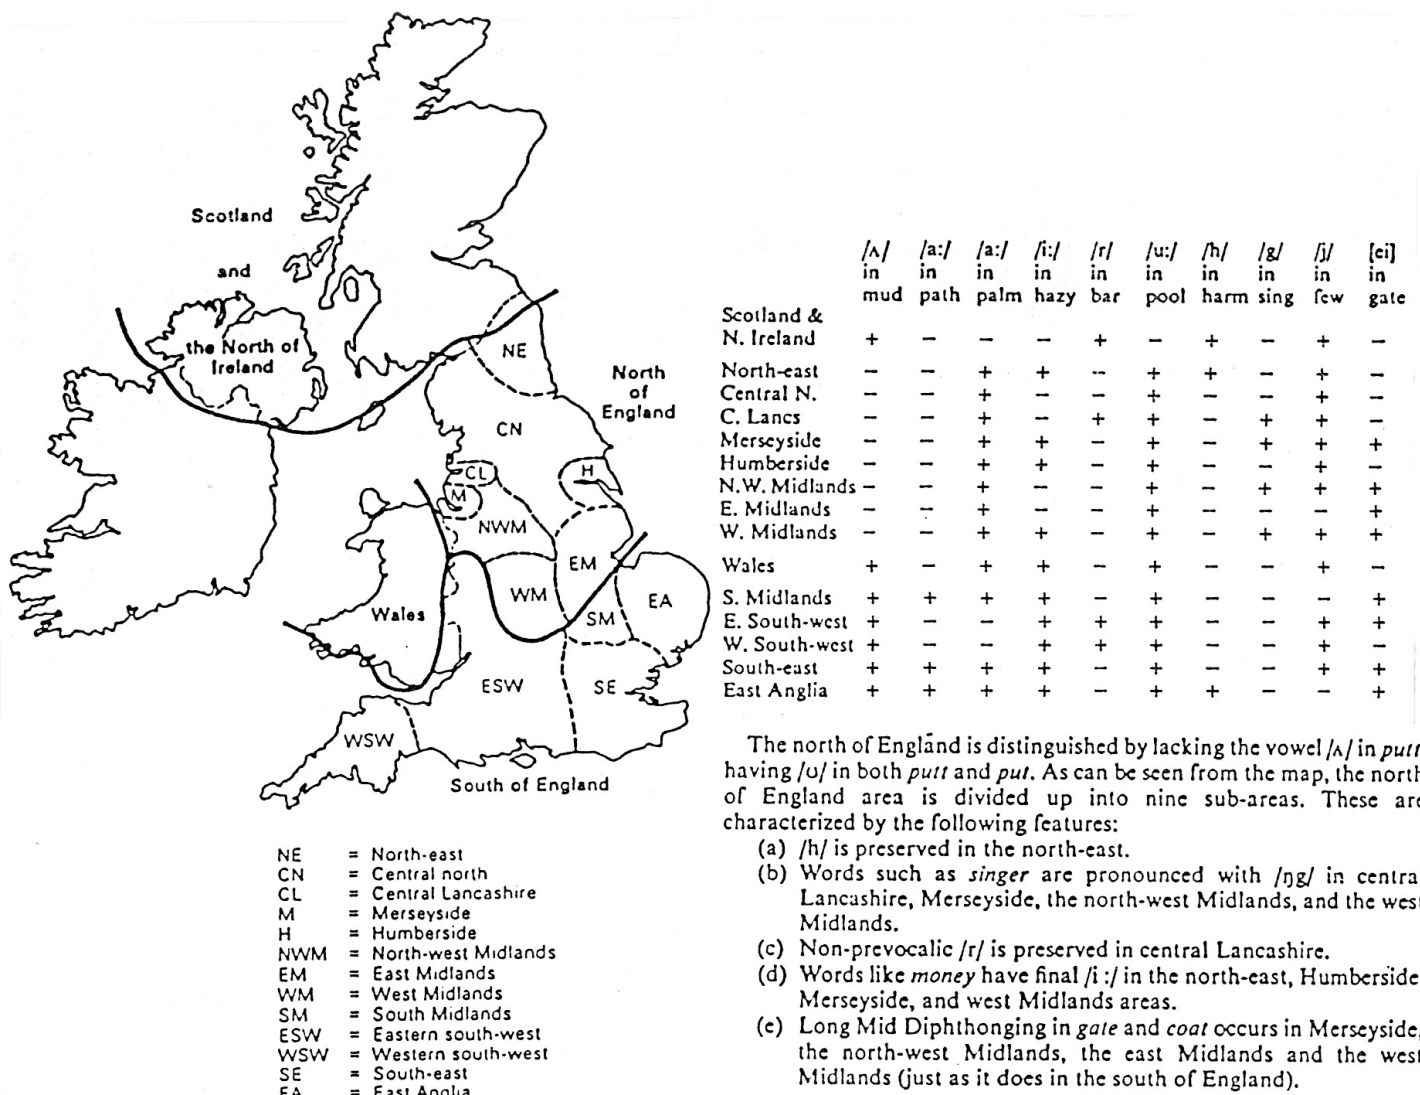 Scotland
and
the North of
Ireland
North
of
England
NE
CN
CL
H
M
NWM
EM
WM
EA
SM
Wales
ESW
SE
WSW
South of England
NE = North-east
CN = Central north
CL = Central Lancashire
M = Merseyside
H = Humberside
NWM = North-west Midlands
EM = East Midlands
WM = West Midlands
SM = South Midlands
ESW = Eastern south-west
WSW = Western south-west
SE = South-east
EA = East Anglia
/ʌ/ /a:/ /a:/ /i:/ /r/ /u:/ /h/ /g/ /j/ [ei]
in in in in in in in in in in
mud path palm hazy bar pool harm sing few gate
Scotland &
N. Ireland + – – – + – + – + –
North-east – – + + -- + + – + –
Central N. – – + – – + – – + –
C. Lancs – – + – + + – + + –
Merseyside – – + + – + – + + +
Humberside – – + + – + – – + –
N.W. Midlands – – + – – + – + + +
E. Midlands – – + – – + – – – +
W. Midlands – – + + – + – + + +
Wales + – + + – + – – + –
S. Midlands + + + + – + – – – +
E. South-west + – – + + + – – + +
W. South-west + – – + + + – – + –
South-east + + + + – + – – + +
East Anglia + + + + – + + – – +
The north of England is distinguished by lacking the vowel /ʌ/ in putt
having /ʊ/ in both putt and put. As can be seen from the map, the north
of England area is divided up into nine sub-areas. These are
characterized by the following features:
(a) /h/ is preserved in the north-east.
(b) Words such as singer are pronounced with /ŋg/ in central
Lancashire, Merseyside, the north-west Midlands, and the west
Midlands.
(c) Non-prevocalic /r/ is preserved in central Lancashire.
(d) Words like money have final /i:/ in the north-east, Humberside
Merseyside, and west Midlands areas.
(e) Long Mid Diphthonging in gate and coat occurs in Merseyside,
the north-west Midlands, the east Midlands and the west
Midlands (just as it does in the south of England).